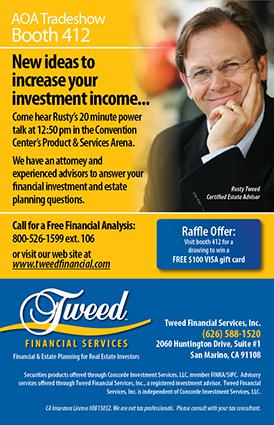 AOA Tradeshow
Booth 412
New ideas to
increase your
investment income...
Come hear Rusty's 20 minute power
talk at 12:50 pm in the Convention
Center's Product & Services Arena.
We have an attorney and
experienced advisors to answer your
financial investment and estate
planning questions.
Rusty Tweed
Certified Estate Advisor
Call for a Free Financial Analysis:
800-526-1599 ext. 106
or visit our web site at
www.tweedfinancial.com
Raffle Offer:
Visit booth 412 for a
drawing to win a
FREE $100 VISA gift card
Tweed
FINANCIAL SERVICES
Financial & Estate Planning for Real Estate Investors
Tweed Financial Services, Inc.
(626) 588-1520
2060 Huntington Drive, Suite #1
San Marino, CA 91108
Securities products offered through Concorde Investment Services, LLC, member FINRA/SIPC. Advisory
services offered through Tweed Financial Services, Inc., a registered investment advisor. Tweed Financial
Services, Inc. is independent of Concorde Investment Services, LLC.
CA Insurance License #0B13052. We are not tax professionals. Please consult with your tax consultant.